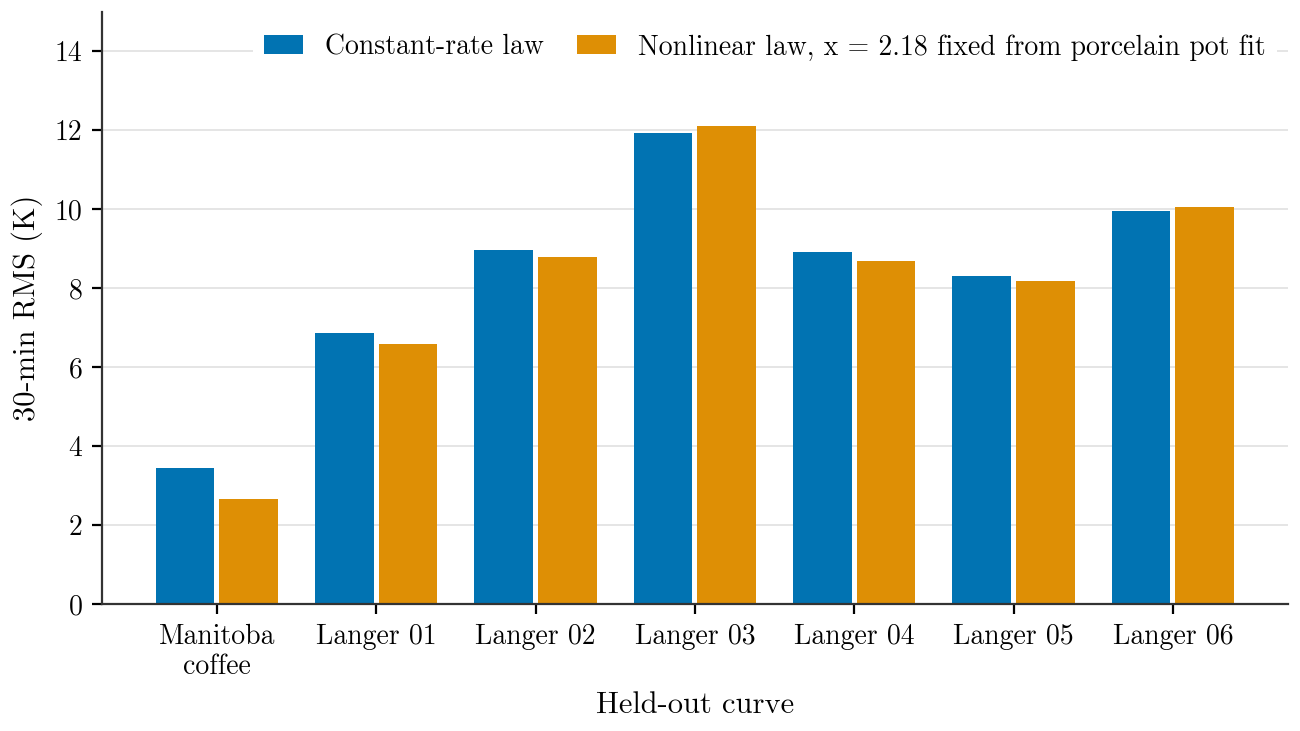 Constant-rate law
Nonlinear law, x = 2.18 fixed from porcelain pot fit
30-min RMS (K)
14
12
10
8
6
4
2
0
Manitoba
coffee
Langer 01
Langer 02
Langer 03
Langer 04
Langer 05
Langer 06
Held-out curve